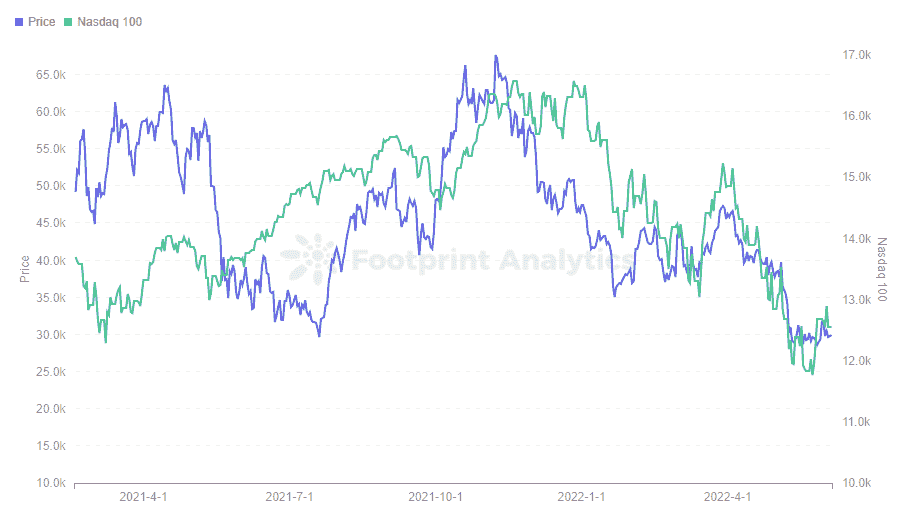 Price Nasdaq 100
17.0k
65.0k
60.0k
16.0k
55.0k
15.0k
50.0k
45.0k
14.0k
40.0k
Footprint Analytics
Price
Nasdaq 100
35.0k
13.0k
30.0k
12.0k
25.0k
20.0k
11.0k
15.0k
10.0k
10.0k
2021-4-1 2021-7-1 2021-10-1 2022-1-1 2022-4-1